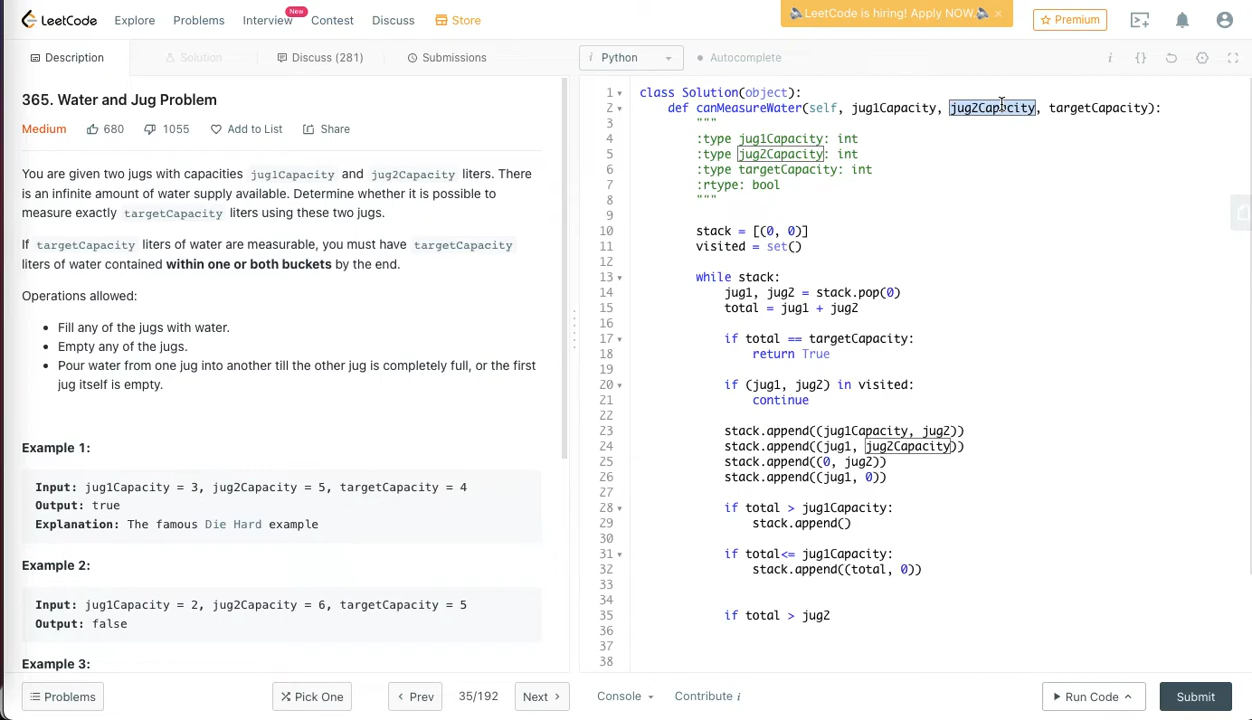 LeetCode Explore Problems Interview New Contest Discuss Store LeetCode is hiring! Apply NOW. × Premium
Description Solution Discuss (281) Submissions
365. Water and Jug Problem
Medium 680 1055 Add to List Share
You are given two jugs with capacities jug1Capacity and jug2Capacity liters. There
is an infinite amount of water supply available. Determine whether it is possible to
measure exactly targetCapacity liters using these two jugs.
If targetCapacity liters of water are measurable, you must have targetCapacity
liters of water contained within one or both buckets by the end.
Operations allowed:
• Fill any of the jugs with water.
• Empty any of the jugs.
• Pour water from one jug into another till the other jug is completely full, or the first
jug itself is empty.
Example 1:
Input: jug1Capacity = 3, jug2Capacity = 5, targetCapacity = 4
Output: true
Explanation: The famous Die Hard example
Example 2:
Input: jug1Capacity = 2, jug2Capacity = 6, targetCapacity = 5
Output: false
Example 3:
Problems Pick One < Prev 35/192 Next >
i Python Autocomplete i {}
1 class Solution(object):
2 def canMeasureWater(self, jug1Capacity, jug2Capacity, targetCapacity):
3 """
4 :type jug1Capacity: int
5 :type jug2Capacity: int
6 :type targetCapacity: int
7 :rtype: bool
8 """
9
10 stack = [(0, 0)]
11 visited = set()
12
13 while stack:
14 jug1, jug2 = stack.pop(0)
15 total = jug1 + jug2
16
17 if total == targetCapacity:
18 return True
19
20 if (jug1, jug2) in visited:
21 continue
22
23 stack.append((jug1Capacity, jug2))
24 stack.append((jug1, jug2Capacity))
25 stack.append((0, jug2))
26 stack.append((jug1, 0))
27
28 if total > jug1Capacity:
29 stack.append()
30
31 if total<= jug1Capacity:
32 stack.append((total, 0))
33
34
35 if total > jug2
36
37
38
Console Contribute i Run Code Submit